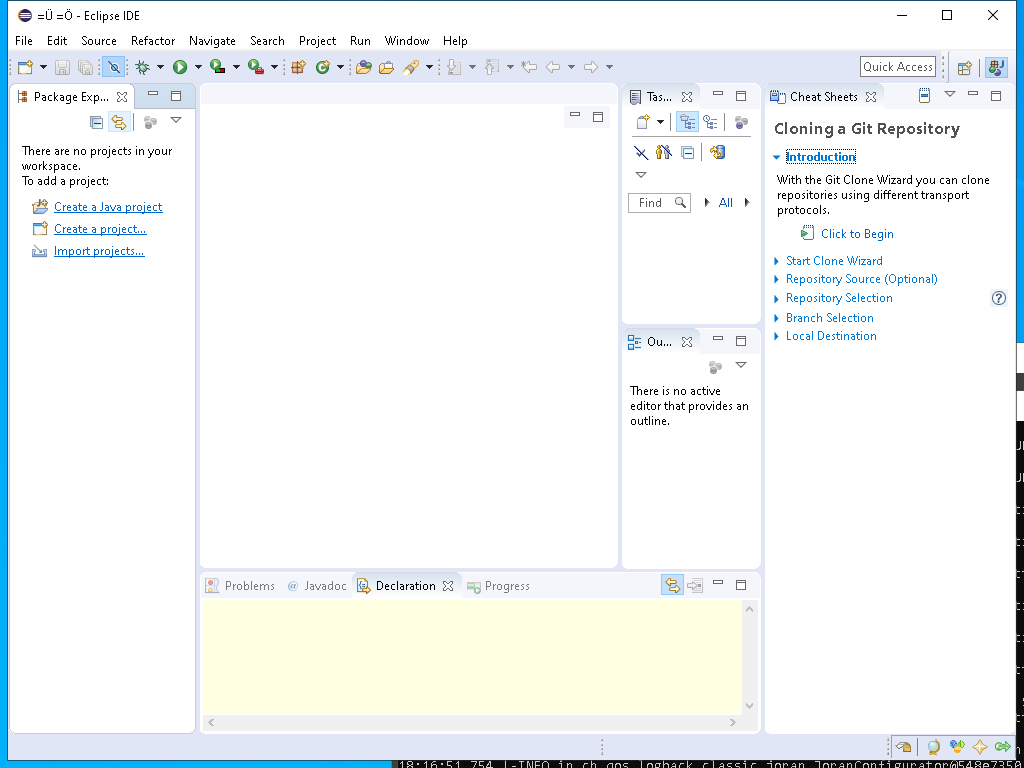 =Ü =Ö - Eclipse IDE
File Edit Source Refactor Navigate Search Project Run Window Help
Quick Access
Package Exp...
There are no projects in your
workspace.
To add a project:
Create a Java project
Create a project...
Import projects...
Tas...
Find
All
Ou...
There is no active
editor that provides an
outline.
Cheat Sheets
Cloning a Git Repository
Introduction
With the Git Clone Wizard you can clone
repositories using different transport
protocols.
Click to Begin
Start Clone Wizard
Repository Source (Optional)
Repository Selection
Branch Selection
Local Destination
Problems @ Javadoc Declaration Progress
18:16:51,754 |-INFO in ch.qos.logback.classic.joran.JoranConfigurator@548e7350